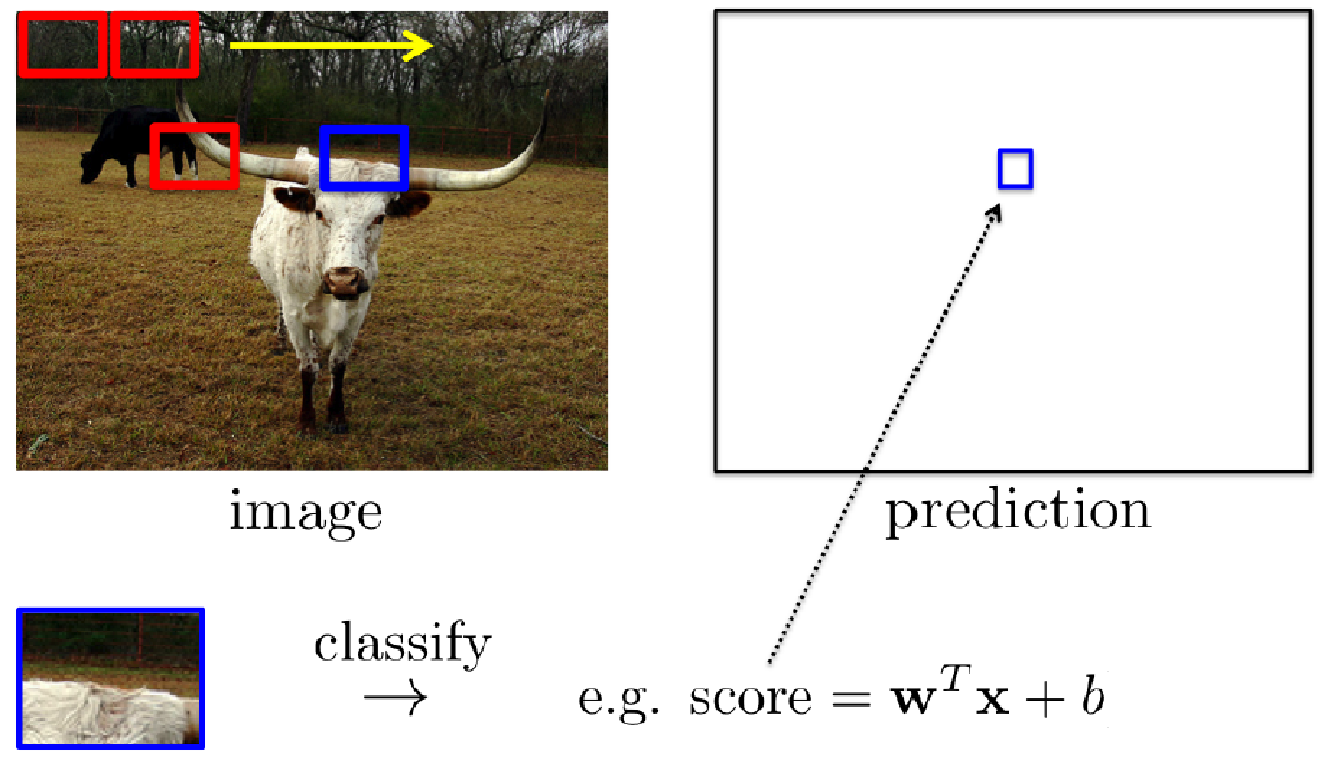 image
prediction
classify
→
e.g. score = w^T x + b